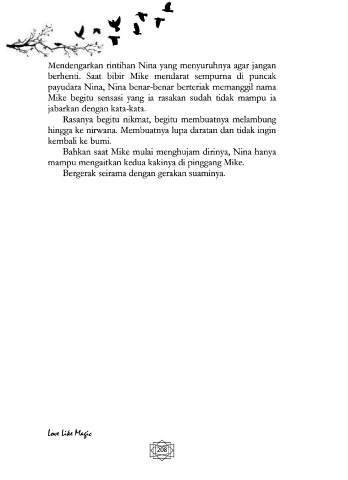 Mendengarkan rintihan Nina yang menyuruhnya agar jangan
berhenti. Saat bibir Mike mendarat sempurna di puncak
payudara Nina, Nina benar-benar berteriak memanggil nama
Mike begitu sensasi yang ia rasakan sudah tidak mampu ia
jabarkan dengan kata-kata.
Rasanya begitu nikmat, begitu membuatnya melambung
hingga ke nirwana. Membuatnya lupa daratan dan tidak ingin
kembali ke bumi.
Bahkan saat Mike mulai menghujam dirinya, Nina hanya
mampu mengaitkan kedua kakinya di pinggang Mike.
Bergerak seirama dengan gerakan suaminya.
Love Like Magic
208